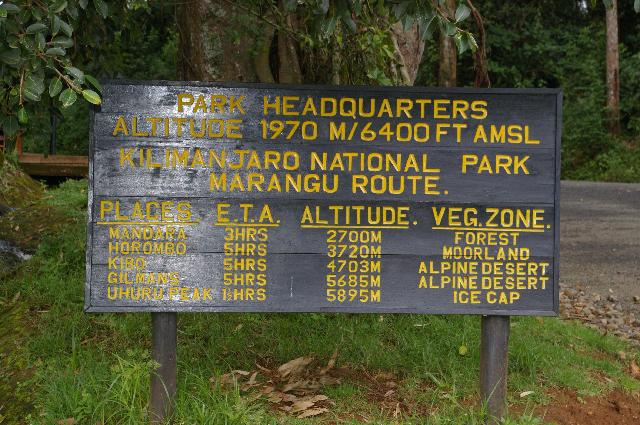 PARK HEADQUARTERS
ALTITUDE 1970 M/6400 FT AMSL
KILIMANJARO NATIONAL PARK
MARANGU ROUTE.
PLACES. E.T.A. ALTITUDE. VEG.ZONE.
MANDARA 3HRS 2700M FOREST
HOROMBO 5HRS 3720M MOORLAND
KIBO 5HRS 4703M ALPINE DESERT
GILMANS 5HRS 5685M ALPINE DESERT
UHURU PEAK 1½HRS 5895M ICE CAP